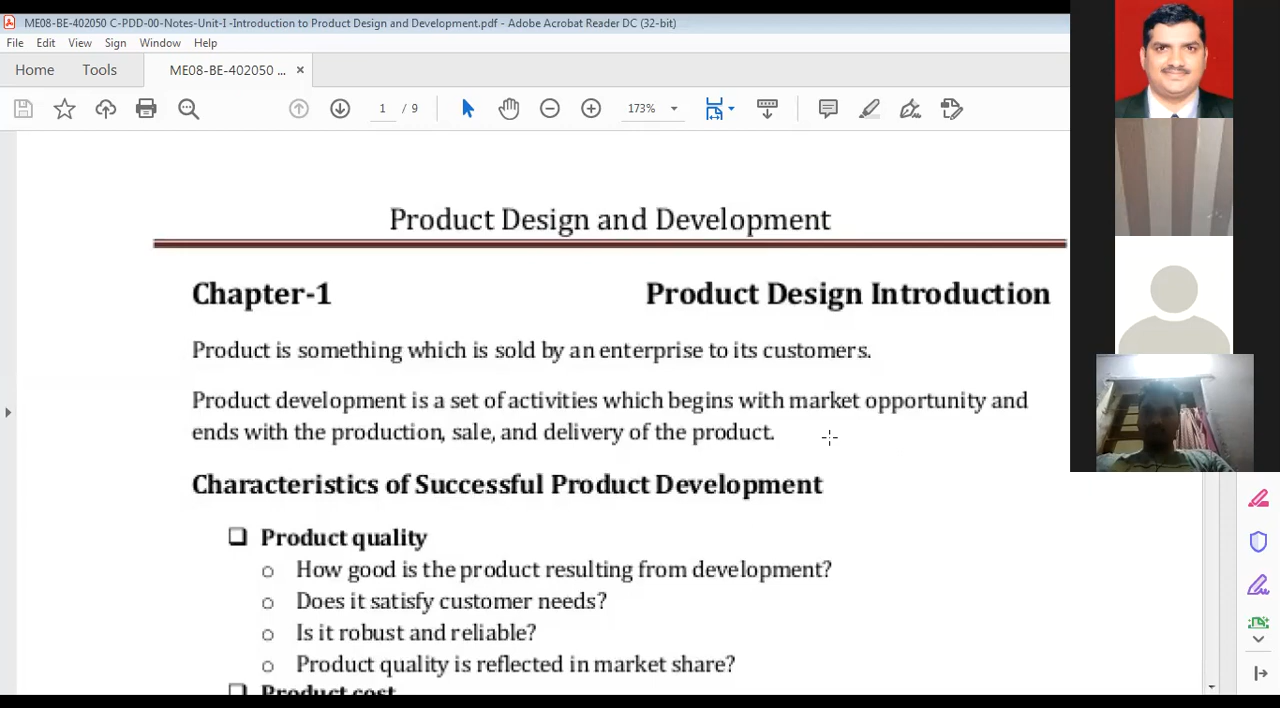 ME08-BE-402050 C-PDD-00-Notes-Unit-I -Introduction to Product Design and Development.pdf - Adobe Acrobat Reader DC (32-bit)
File Edit View Sign Window Help
Home Tools ME08-BE-402050 ... ×
1 / 9 173%
Product Design and Development
Chapter-1 Product Design Introduction
Product is something which is sold by an enterprise to its customers.
Product development is a set of activities which begins with market opportunity and
ends with the production, sale, and delivery of the product.
Characteristics of Successful Product Development
❑ Product quality
o How good is the product resulting from development?
o Does it satisfy customer needs?
o Is it robust and reliable?
o Product quality is reflected in market share?
❑ Product cost